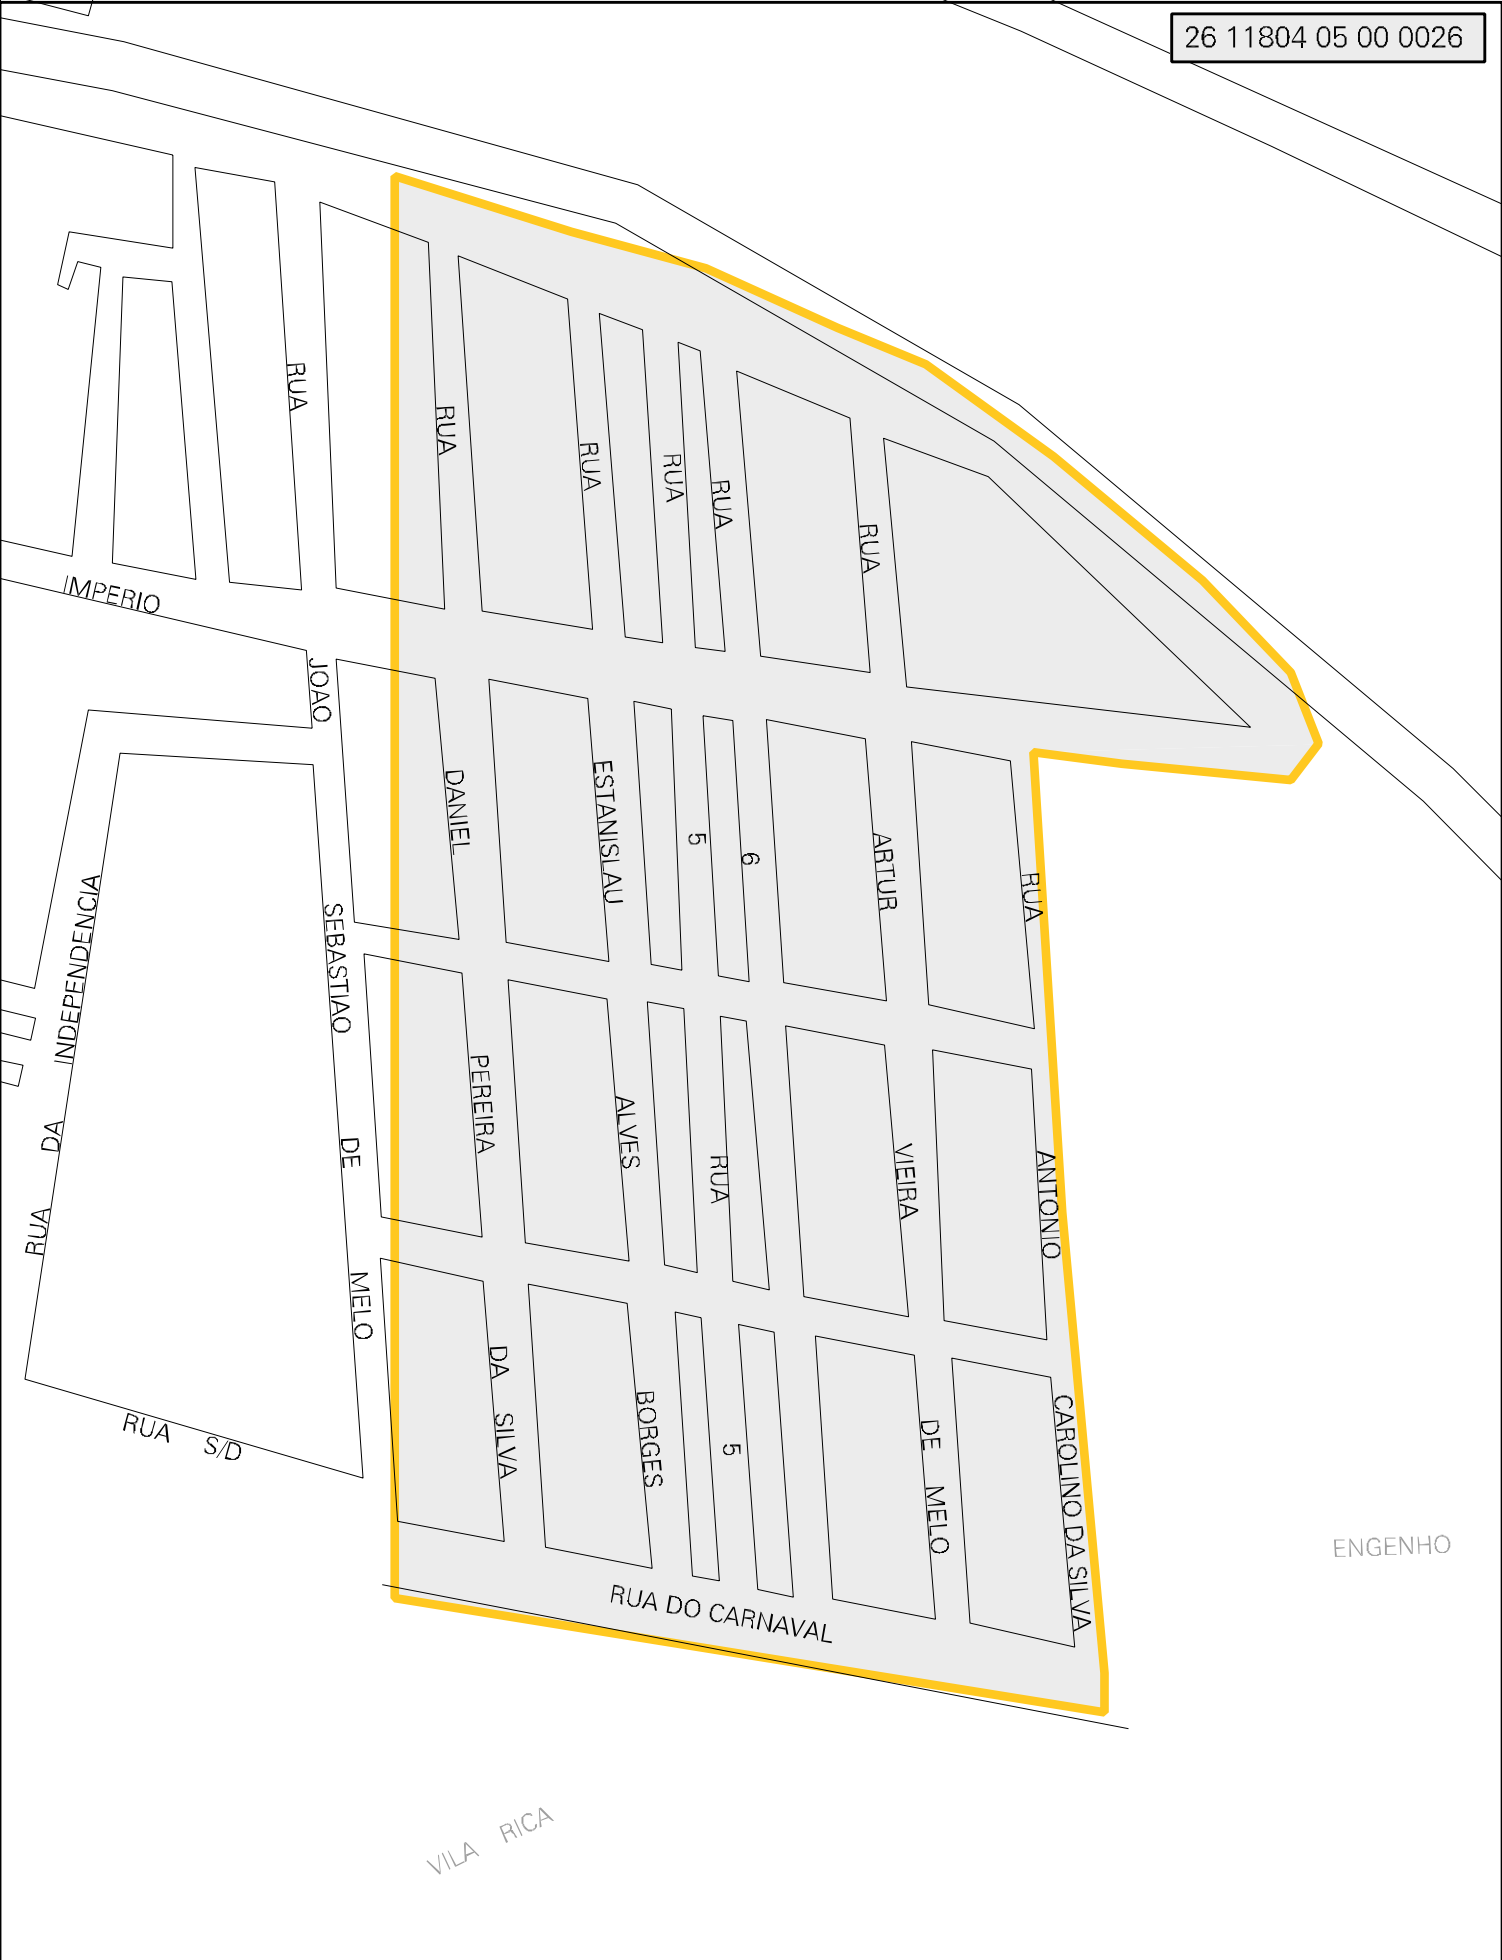 26 11804 05 00 0026
IMPERIO
RUA JOAO SEBASTIAO DE MELO
RUA DANIEL PEREIRA DA SILVA
RUA ESTANISLAU ALVES BORGES
RUA 5
RUA 6
RUA 5
RUA ARTUR VIEIRA DE MELO
RUA ANTONIO CAROLINO DA SILVA
RUA DA INDEPENDENCIA
RUA S/D
RUA DO CARNAVAL
ENGENHO
VILA RICA